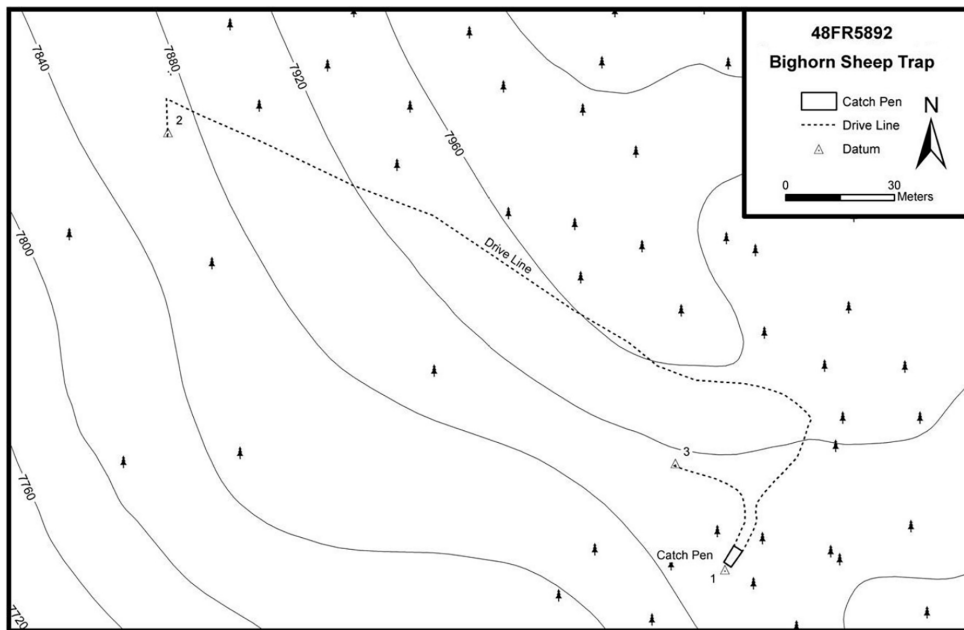 48FR5892
Bighorn Sheep Trap
Catch Pen
Drive Line
Datum
N
0 30
Meters
7840
7880
7920
7960
2
7800
Drive Line
3
7760
Catch Pen
1
7720